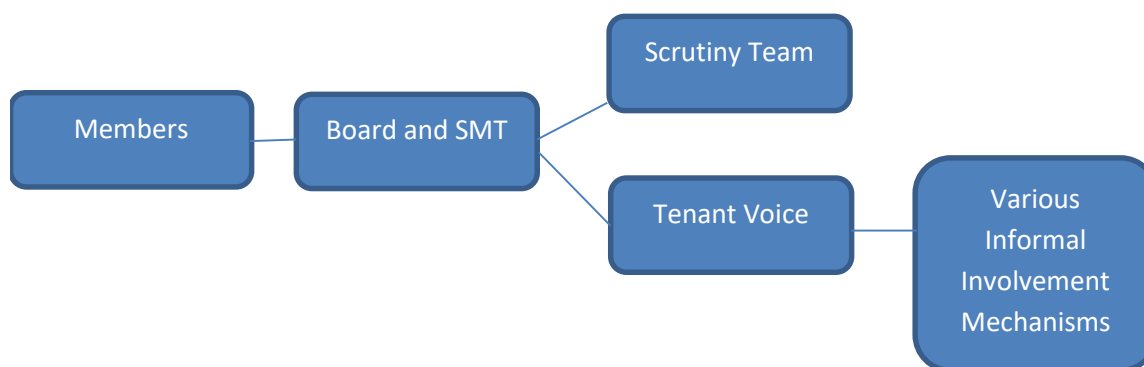 Scrutiny Team
Members
Board and SMT
Tenant Voice
Various
Informal
Involvement
Mechanisms